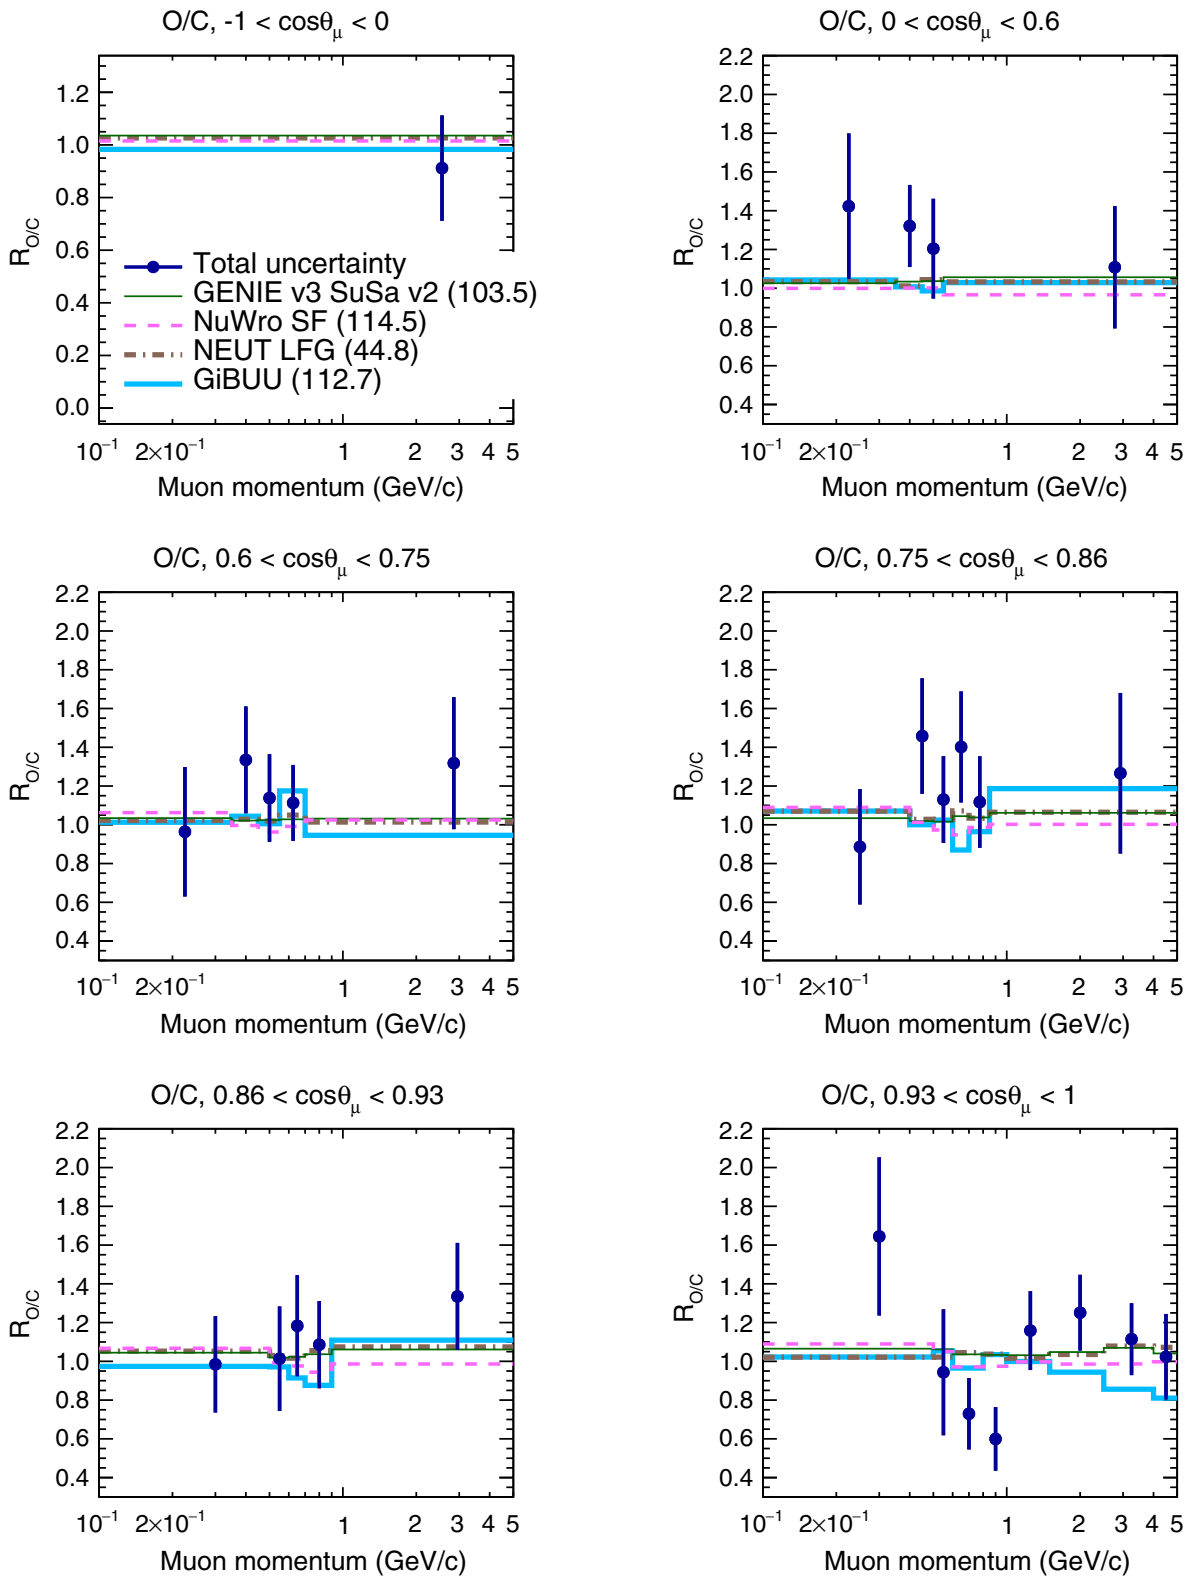 O/C, -1 < cosθμ < 0
R O/C
1.2
1.0
0.8
0.6
0.4
0.2
0.0
Total uncertainty
GENIE v3 SuSa v2 (103.5)
NuWro SF (114.5)
NEUT LFG (44.8)
GiBUU (112.7)
10⁻¹ 2×10⁻¹ 1 2 3 4 5
Muon momentum (GeV/c)
O/C, 0 < cosθμ < 0.6
R O/C
2.2
2.0
1.8
1.6
1.4
1.2
1.0
0.8
0.6
0.4
10⁻¹ 2×10⁻¹ 1 2 3 4 5
Muon momentum (GeV/c)
O/C, 0.6 < cosθμ < 0.75
R O/C
2.2
2.0
1.8
1.6
1.4
1.2
1.0
0.8
0.6
0.4
10⁻¹ 2×10⁻¹ 1 2 3 4 5
Muon momentum (GeV/c)
O/C, 0.75 < cosθμ < 0.86
R O/C
2.2
2.0
1.8
1.6
1.4
1.2
1.0
0.8
0.6
0.4
10⁻¹ 2×10⁻¹ 1 2 3 4 5
Muon momentum (GeV/c)
O/C, 0.86 < cosθμ < 0.93
R O/C
2.2
2.0
1.8
1.6
1.4
1.2
1.0
0.8
0.6
0.4
10⁻¹ 2×10⁻¹ 1 2 3 4 5
Muon momentum (GeV/c)
O/C, 0.93 < cosθμ < 1
R O/C
2.2
2.0
1.8
1.6
1.4
1.2
1.0
0.8
0.6
0.4
10⁻¹ 2×10⁻¹ 1 2 3 4 5
Muon momentum (GeV/c)